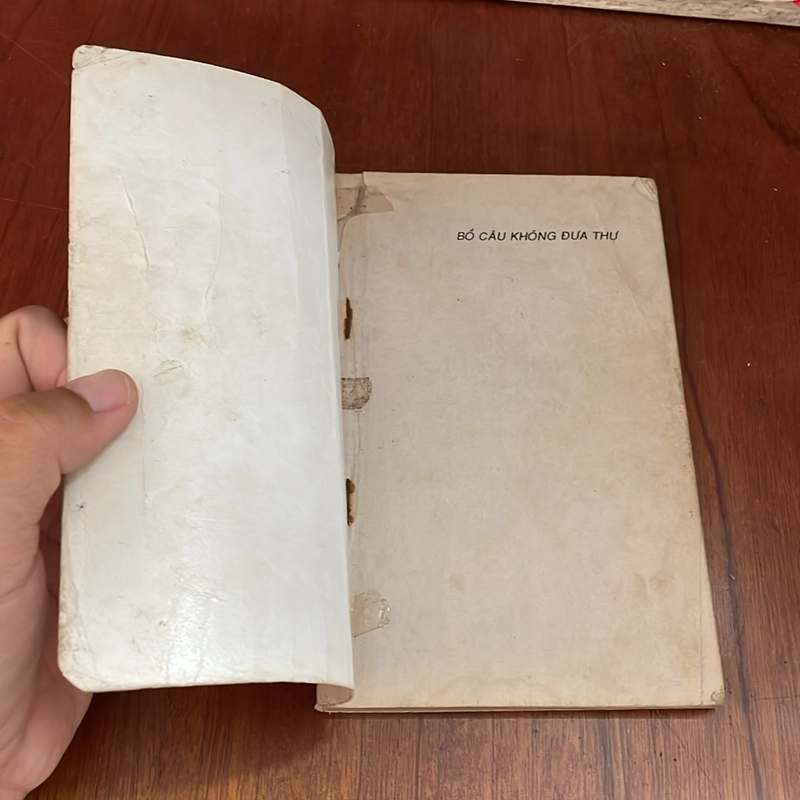 BỒ CÂU KHÔNG ĐƯA THƯ